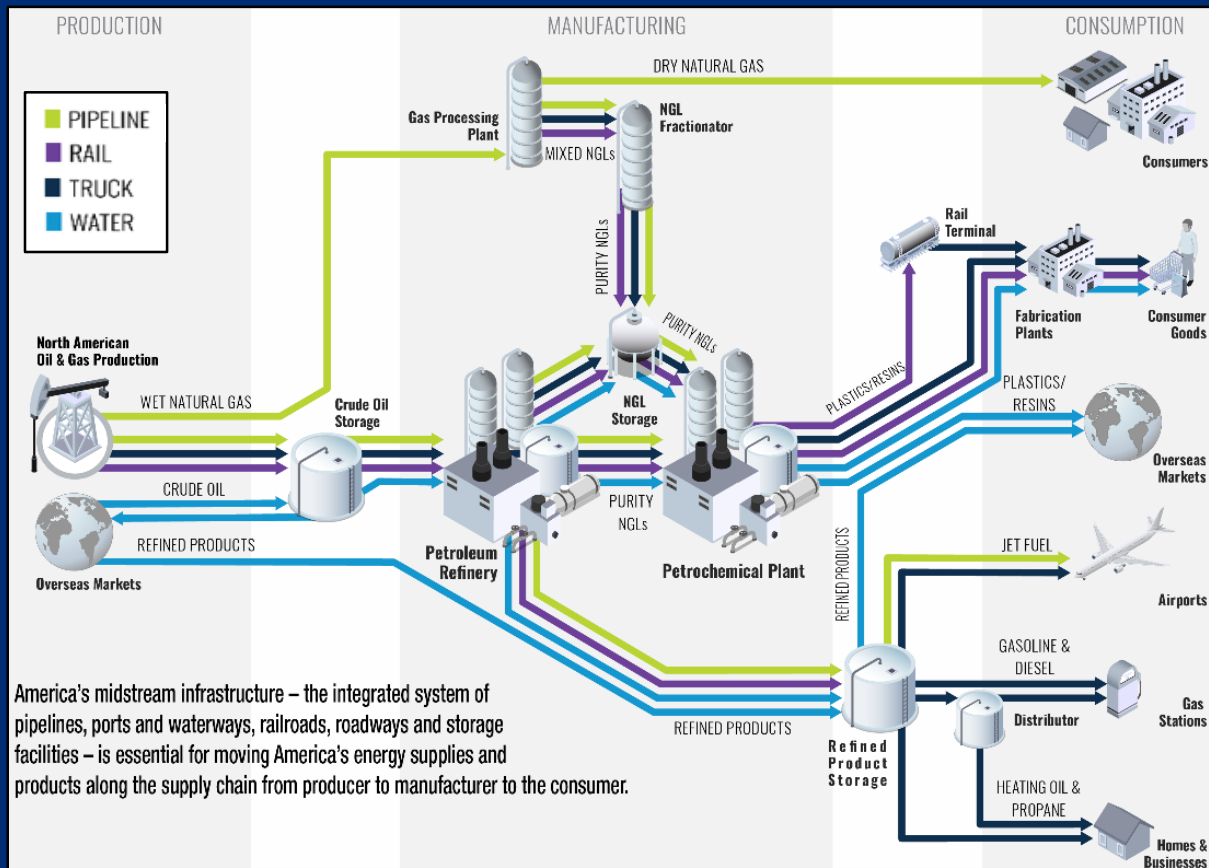 PRODUCTION
MANUFACTURING
CONSUMPTION
PIPELINE
RAIL
TRUCK
WATER
DRY NATURAL GAS
Gas Processing
Plant
NGL
Fractionator
MIXED NGLs
Consumers
PURITY NGLs
Rail
Terminal
Fabrication
Plants
Consumer
Goods
North American
Oil & Gas Production
WET NATURAL GAS
Crude Oil
Storage
PURITY NGLs
NGL
Storage
PLASTICS/RESINS
PLASTICS/
RESINS
Overseas
Markets
CRUDE OIL
REFINED PRODUCTS
Overseas Markets
Petroleum
Refinery
PURITY
NGLs
Petrochemical Plant
REFINED PRODUCTS
JET FUEL
Airports
GASOLINE &
DIESEL
Gas
Stations
Distributor
REFINED PRODUCTS
Refined
Product
Storage
HEATING OIL &
PROPANE
Homes &
Businesses
America's midstream infrastructure – the integrated system of
pipelines, ports and waterways, railroads, roadways and storage
facilities – is essential for moving America's energy supplies and
products along the supply chain from producer to manufacturer to the consumer.